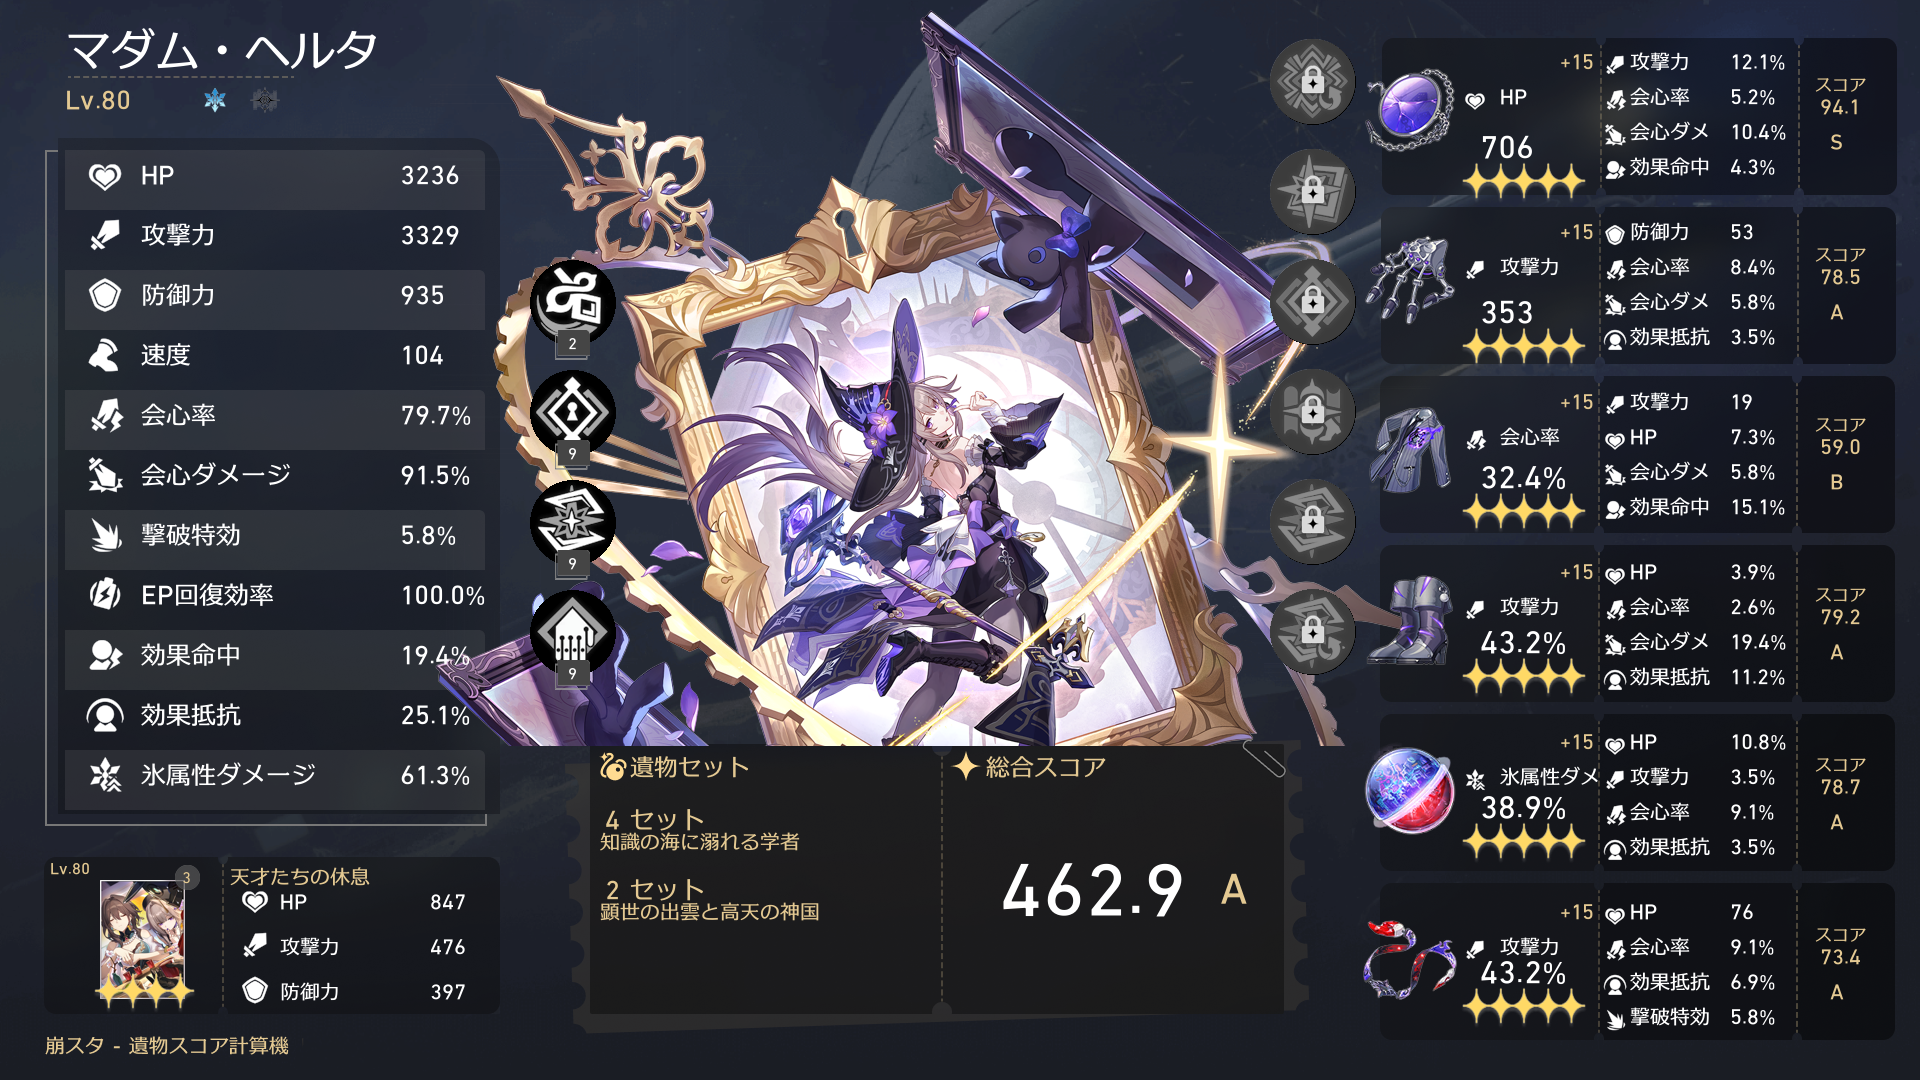 マダム・ヘルタ
Lv.80
HP 3236
攻撃力 3329
防御力 935
速度 104
会心率 79.7%
会心ダメージ 91.5%
撃破特効 5.8%
EP回復効率 100.0%
効果命中 19.4%
効果抵抗 25.1%
氷属性ダメージ 61.3%
Lv.80
3
天才たちの休息
HP 847
攻撃力 476
防御力 397
崩スタ - 遺物スコア計算機
2
9
9
9
遺物セット
4 セット
知識の海に溺れる学者
2 セット
顕世の出雲と高天の神国
総合スコア
462.9 A
+15
HP
706
攻撃力 12.1%
会心率 5.2%
会心ダメ 10.4%
効果命中 4.3%
スコア
94.1
S
+15
攻撃力
353
防御力 53
会心率 8.4%
会心ダメ 5.8%
効果抵抗 3.5%
スコア
78.5
A
+15
会心率
32.4%
攻撃力 19
HP 7.3%
会心ダメ 5.8%
効果命中 15.1%
スコア
59.0
B
+15
攻撃力
43.2%
HP 3.9%
会心率 2.6%
会心ダメ 19.4%
効果抵抗 11.2%
スコア
79.2
A
+15
氷属性ダメ
38.9%
HP 10.8%
攻撃力 3.5%
会心率 9.1%
効果抵抗 3.5%
スコア
78.7
A
+15
攻撃力
43.2%
HP 76
会心率 9.1%
効果抵抗 6.9%
撃破特効 5.8%
スコア
73.4
A